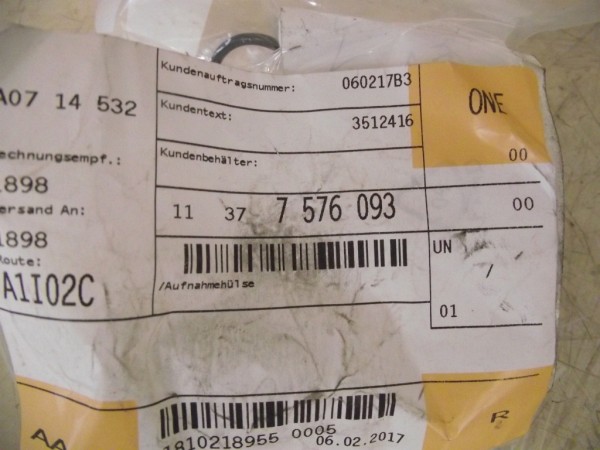 A07 14 532
Kundenauftragsnummer: 060217B3
Kundentext: 3512416
Kundenbehälter:
ONE
00
echnungsempf.:
1898
ersand An:
1898
Route:
A1I02C
11 37 7 576 093
00
/Aufnahmehülse
UN
/
01
1810218955 0005
06.02.2017
AA
R